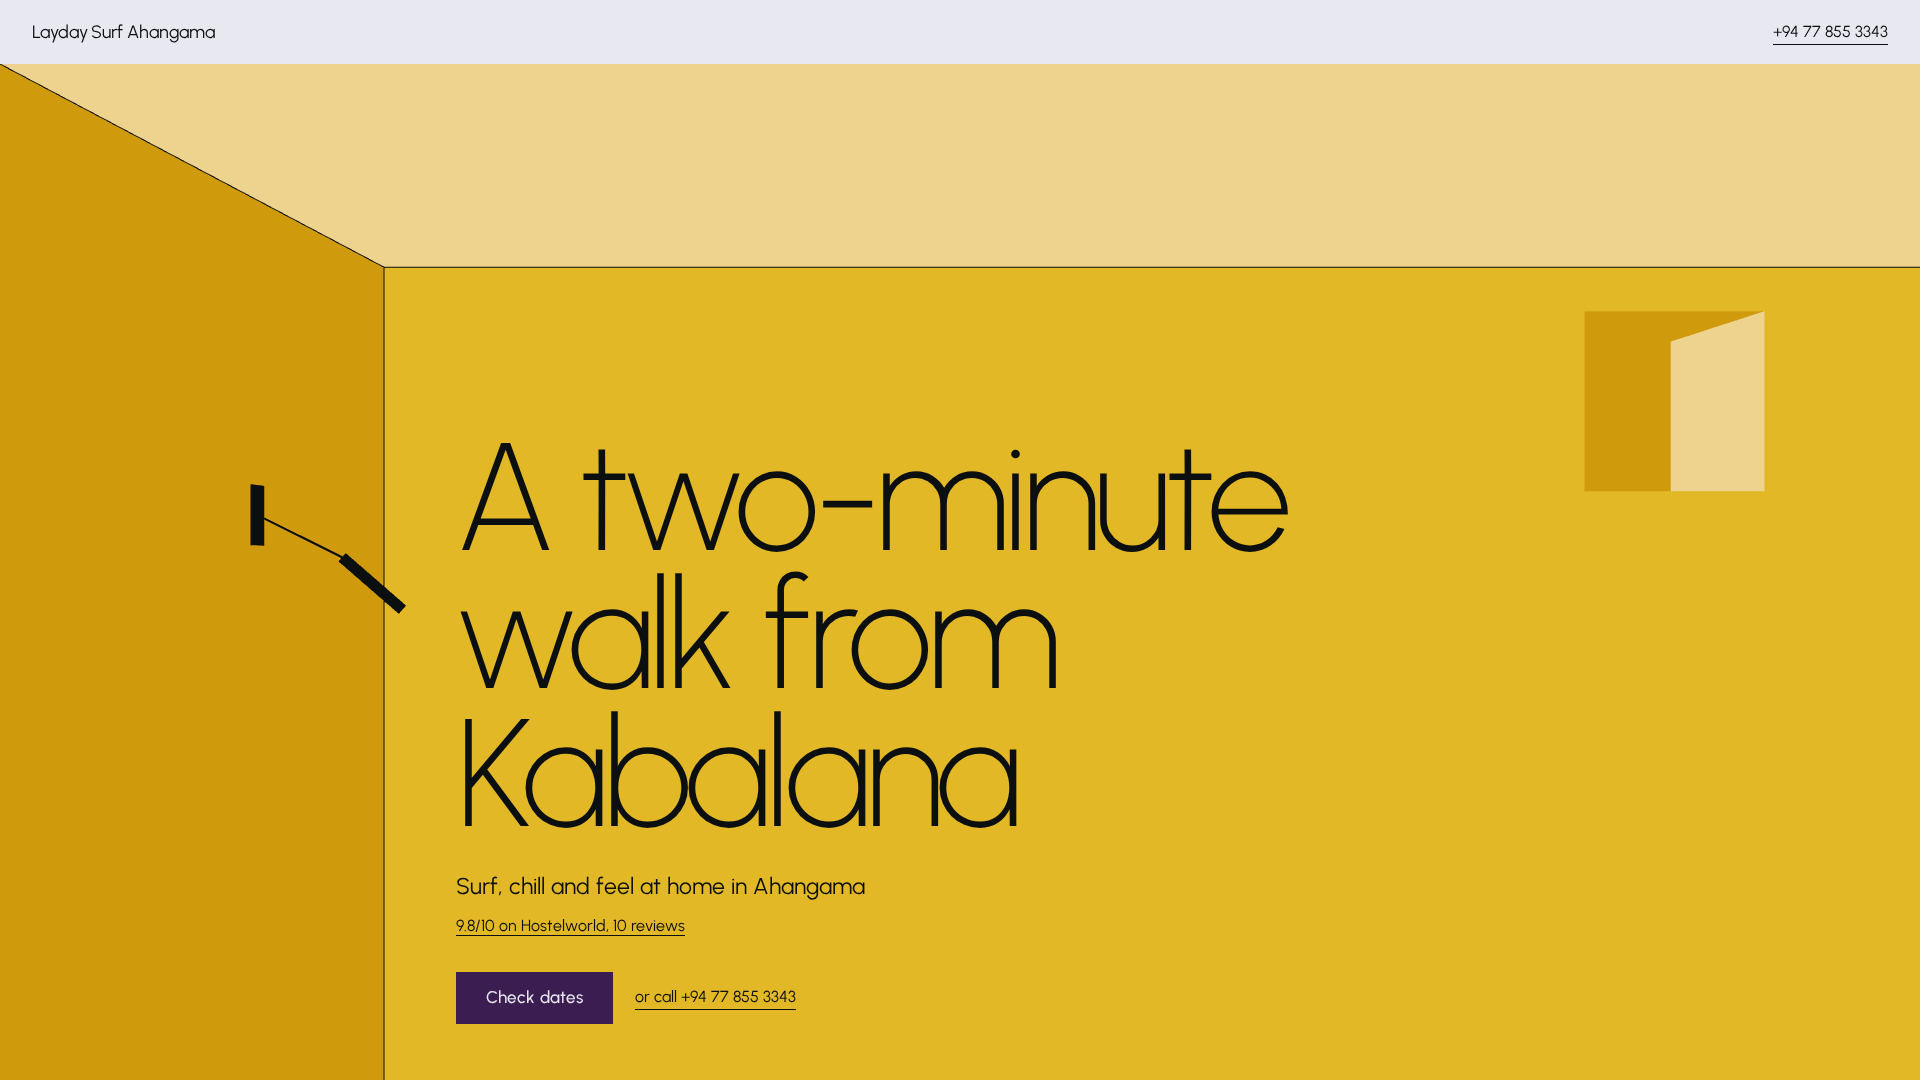 Layday Surf Ahangama
+94 77 855 3343
A two-minute
walk from
Kabalana
Surf, chill and feel at home in Ahangama
9.8/10 on Hostelworld, 10 reviews
Check dates
or call +94 77 855 3343